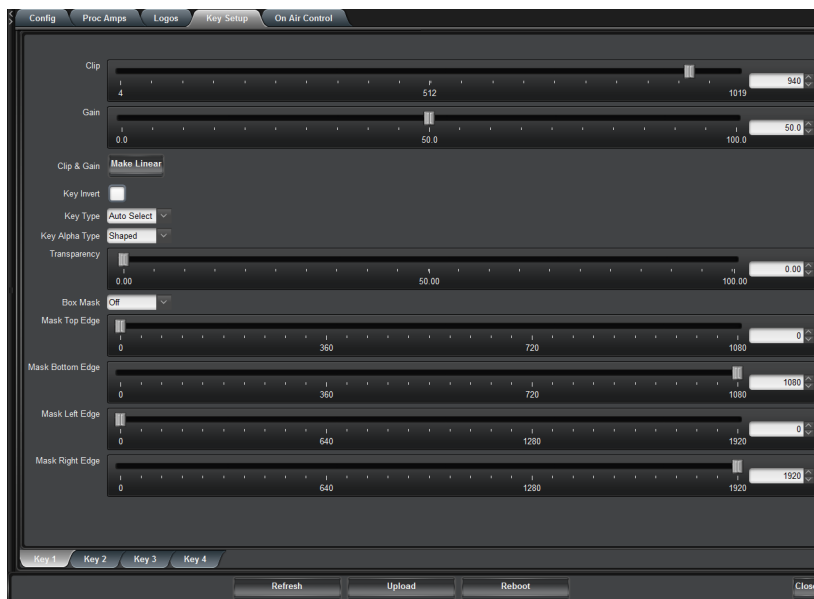 Config Proc Amps Logos Key Setup On Air Control
Clip
940
4 512 1019
Gain
50.0
0.0 50.0 100.0
Clip & Gain Make Linear
Key Invert
Key Type Auto Select
Key Alpha Type Shaped
Transparency
0.00
0.00 50.00 100.00
Box Mask Off
Mask Top Edge
0
0 360 720 1080
Mask Bottom Edge
1080
0 360 720 1080
Mask Left Edge
0
0 640 1280 1920
Mask Right Edge
1920
0 640 1280 1920
Key 1 Key 2 Key 3 Key 4
Refresh Upload Reboot Close